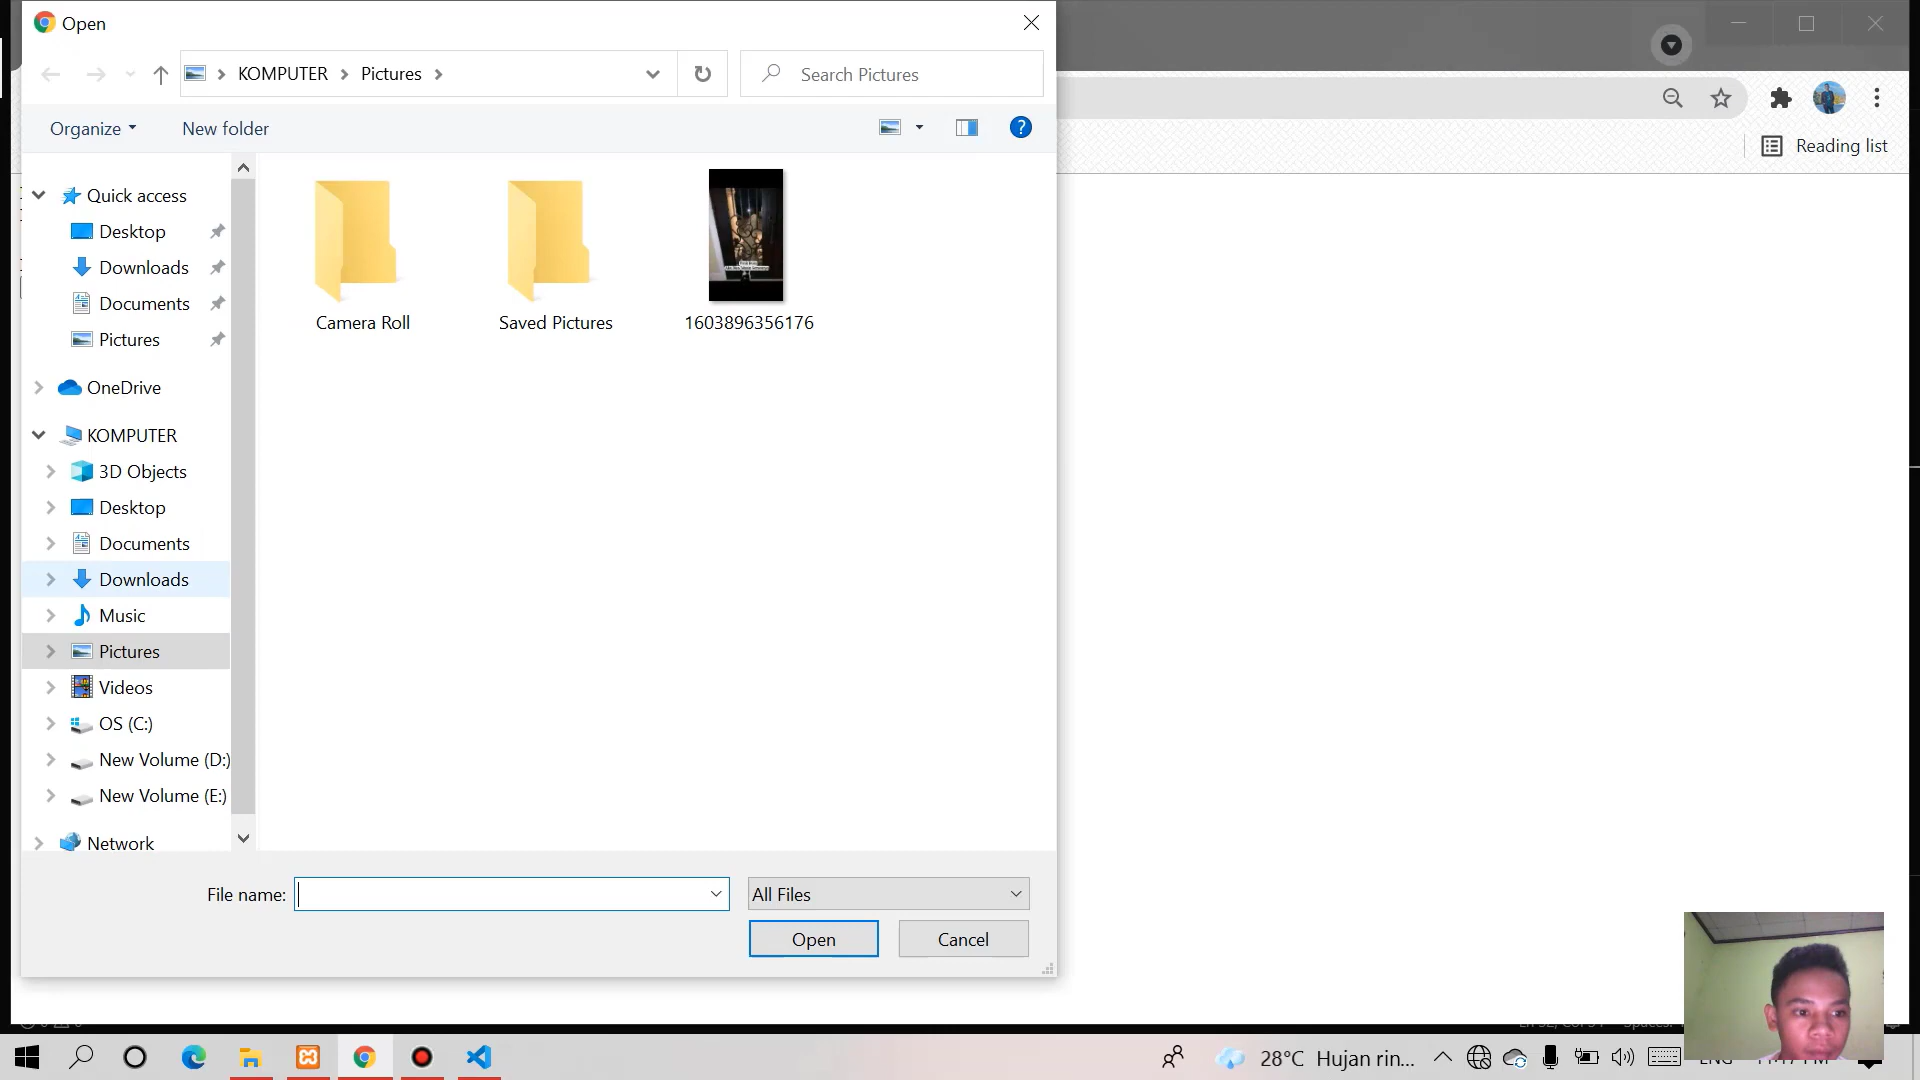 Open
KOMPUTER
Pictures
Search Pictures
Organize
New folder
Reading list
Quick access
Desktop
Downloads
Documents
Pictures
OneDrive
KOMPUTER
3D Objects
Desktop
Documents
Downloads
Music
Pictures
Videos
OS (C:)
New Volume (D:)
New Volume (E:)
Network
Camera Roll
Saved Pictures
1603896356176
File name:
All Files
Open
Cancel
28°C Hujan rin...